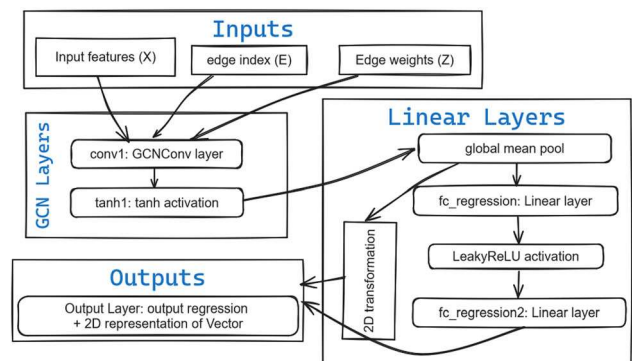 Inputs
Input features (X)
edge index (E)
Edge weights (Z)
GCN Layers
conv1: GCNConv layer
tanh1: tanh activation
Linear Layers
global mean pool
fc_regression: Linear layer
LeakyReLU activation
fc_regression2: Linear layer
2D transformation
Outputs
Output Layer: output regression
+ 2D representation of Vector